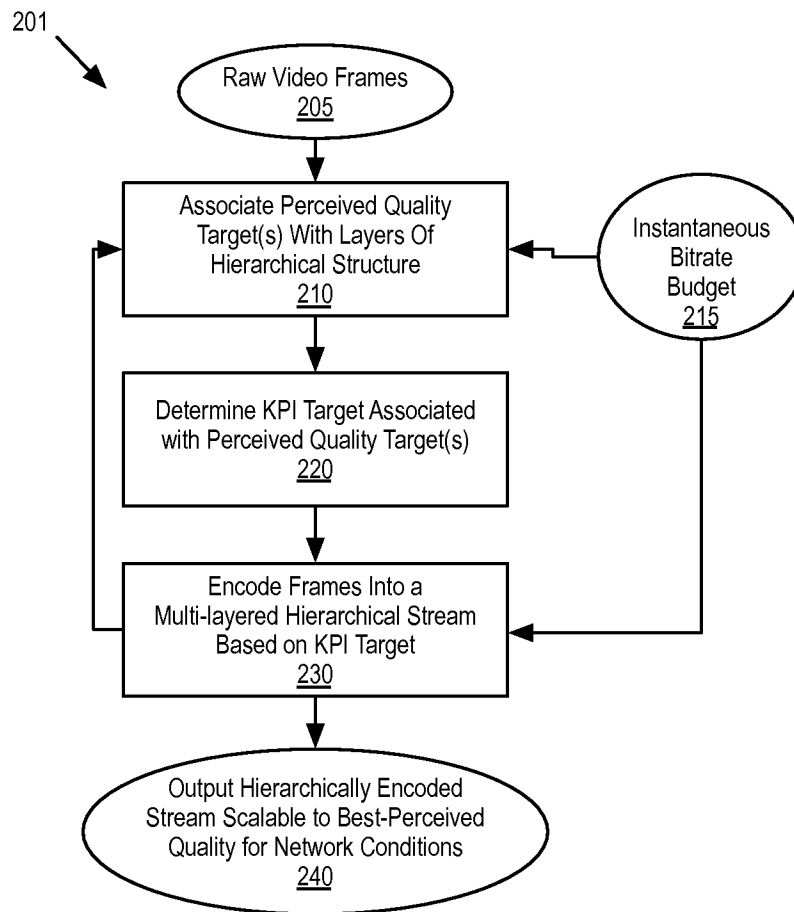 201
Raw Video Frames
205
Associate Perceived Quality
Target(s) With Layers Of
Hierarchical Structure
210
Instantaneous
Bitrate
Budget
215
Determine KPI Target Associated
with Perceived Quality Target(s)
220
Encode Frames Into a
Multi-layered Hierarchical Stream
Based on KPI Target
230
Output Hierarchically Encoded
Stream Scalable to Best-Perceived
Quality for Network Conditions
240